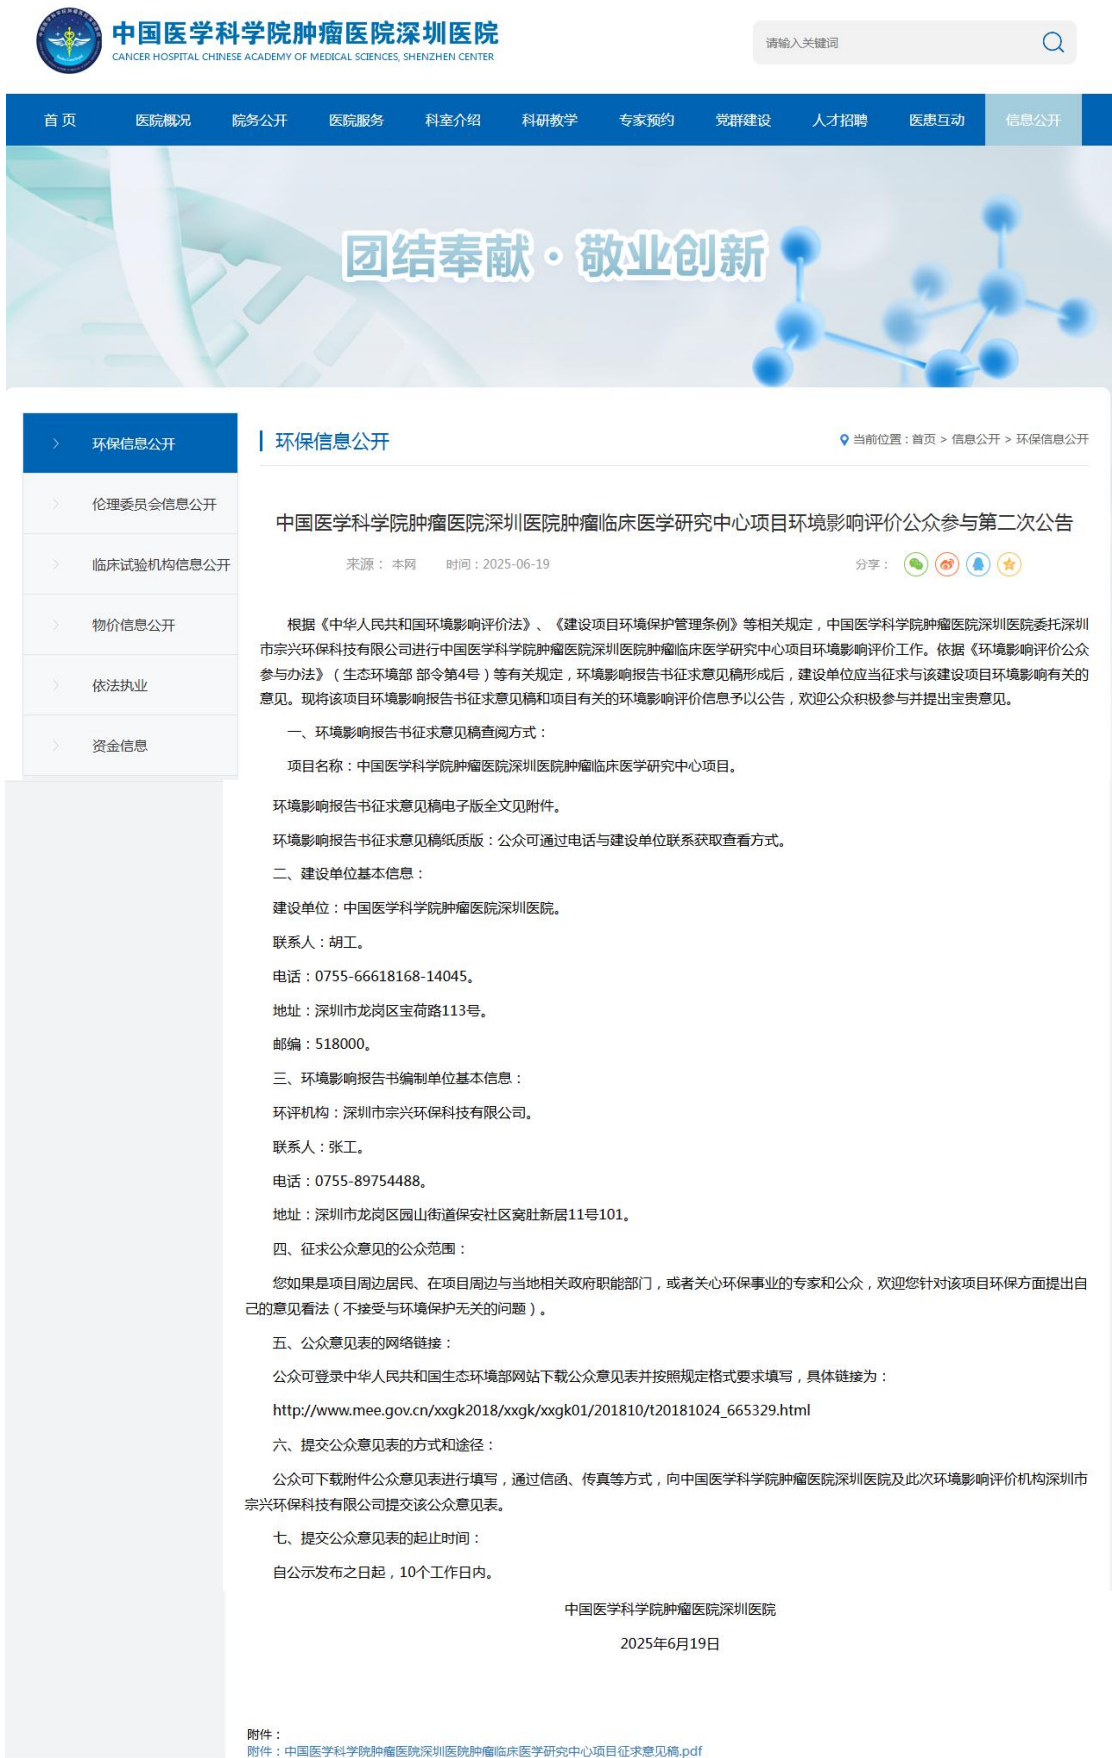 中国医学科学院肿瘤医院深圳医院
CANCER HOSPITAL CHINESE ACADEMY OF MEDICAL SCIENCES, SHENZHEN CENTER
请输入关键词
首页 医院概况 院务公开 医院服务 科室介绍 科研教学 专家预约 党群建设 人才招聘 医患互动 信息公开
团结奉献·敬业创新
环保信息公开
伦理委员会信息公开
临床试验机构信息公开
物价信息公开
依法执业
资金信息
环保信息公开
当前位置：首页 > 信息公开 > 环保信息公开
中国医学科学院肿瘤医院深圳医院肿瘤临床医学研究中心项目环境影响评价公众参与第二次公告
来源： 本网 时间：2025-06-19 分享：
根据《中华人民共和国环境影响评价法》、《建设项目环境保护管理条例》等相关规定，中国医学科学院肿瘤医院深圳医院委托深圳
市宗兴环保科技有限公司进行中国医学科学院肿瘤医院深圳医院肿瘤临床医学研究中心项目环境影响评价工作。依据《环境影响评价公众
参与办法》（生态环境部 部令第4号）等有关规定，环境影响报告书征求意见稿形成后，建设单位应当征求与该建设项目环境影响有关的
意见。现将该项目环境影响报告书征求意见稿和项目有关的环境影响评价信息予以公告，欢迎公众积极参与并提出宝贵意见。
一、环境影响报告书征求意见稿查阅方式：
项目名称：中国医学科学院肿瘤医院深圳医院肿瘤临床医学研究中心项目。
环境影响报告书征求意见稿电子版全文见附件。
环境影响报告书征求意见稿纸质版：公众可通过电话与建设单位联系获取查看方式。
二、建设单位基本信息：
建设单位：中国医学科学院肿瘤医院深圳医院。
联系人：胡工。
电话：0755-66618168-14045。
地址：深圳市龙岗区宝荷路113号。
邮编：518000。
三、环境影响报告书编制单位基本信息：
环评机构：深圳市宗兴环保科技有限公司。
联系人：张工。
电话：0755-89754488。
地址：深圳市龙岗区园山街道保安社区窝肚新居11号101。
四、征求公众意见的公众范围：
您如果是项目周边居民、在项目周边与当地相关政府职能部门，或者关心环保事业的专家和公众，欢迎您针对该项目环保方面提出自
己的意见看法（不接受与环境保护无关的问题）。
五、公众意见表的网络链接：
公众可登录中华人民共和国生态环境部网站下载公众意见表并按照规定格式要求填写，具体链接为：
http://www.mee.gov.cn/xxgk2018/xxgk/xxgk01/201810/t20181024_665329.html
六、提交公众意见表的方式和途径：
公众可下载附件公众意见表进行填写，通过信函、传真等方式，向中国医学科学院肿瘤医院深圳医院及此次环境影响评价机构深圳市
宗兴环保科技有限公司提交该公众意见表。
七、提交公众意见表的起止时间：
自公示发布之日起，10个工作日内。
中国医学科学院肿瘤医院深圳医院
2025年6月19日
附件：
附件：中国医学科学院肿瘤医院深圳医院肿瘤临床医学研究中心项目征求意见稿.pdf